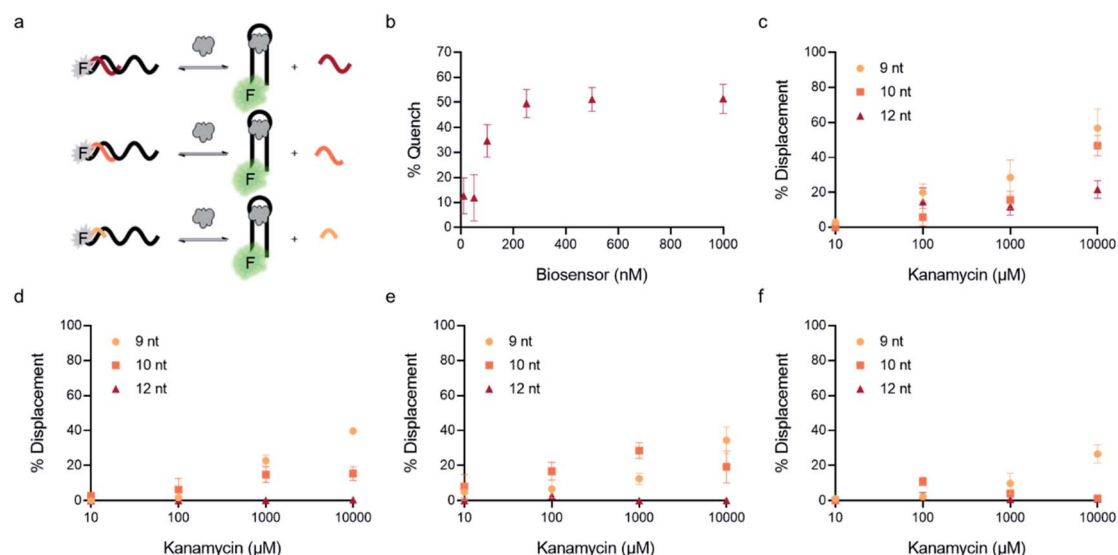 a
F
F
+
F
F
+
F
F
+
b
70
60
50
40
30
20
10
0
% Quench
0 200 400 600 800 1000
Biosensor (nM)
c
100
80
60
40
20
0
% Displacement
9 nt
10 nt
12 nt
10 100 1000 10000
Kanamycin (µM)
d
100
80
60
40
20
0
% Displacement
9 nt
10 nt
12 nt
10 100 1000 10000
Kanamycin (µM)
e
100
80
60
40
20
0
% Displacement
9 nt
10 nt
12 nt
10 100 1000 10000
Kanamycin (µM)
f
100
80
60
40
20
0
% Displacement
9 nt
10 nt
12 nt
10 100 1000 10000
Kanamycin (µM)